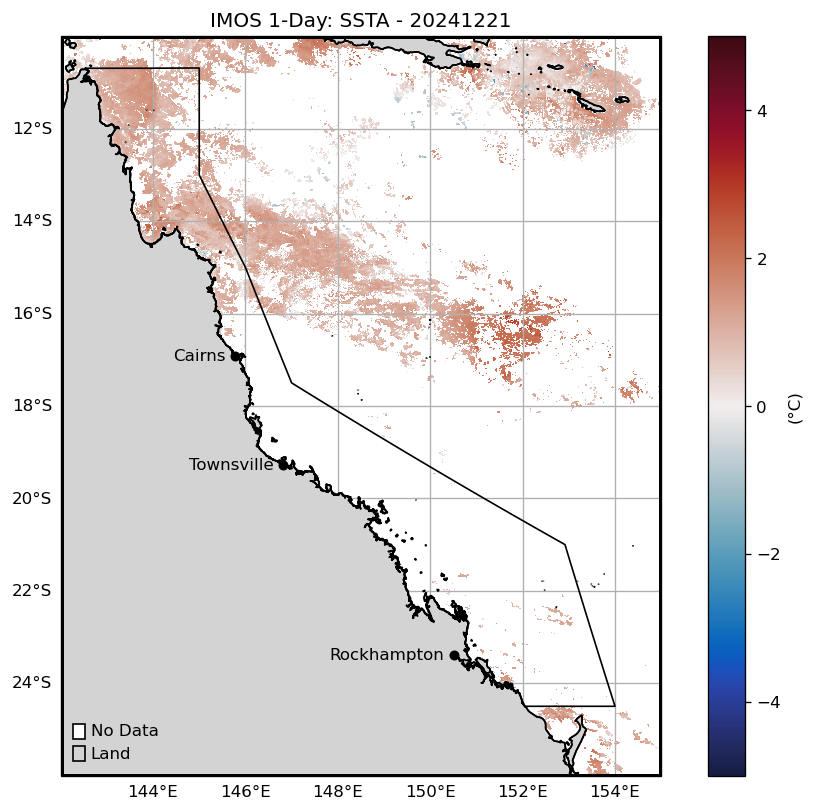 IMOS 1-Day: SSTA - 20241221
12°S
14°S
16°S
18°S
20°S
22°S
24°S
Cairns
Townsville
Rockhampton
No Data
Land
144°E 146°E 148°E 150°E 152°E 154°E
4
2
0
−2
−4
(°C)